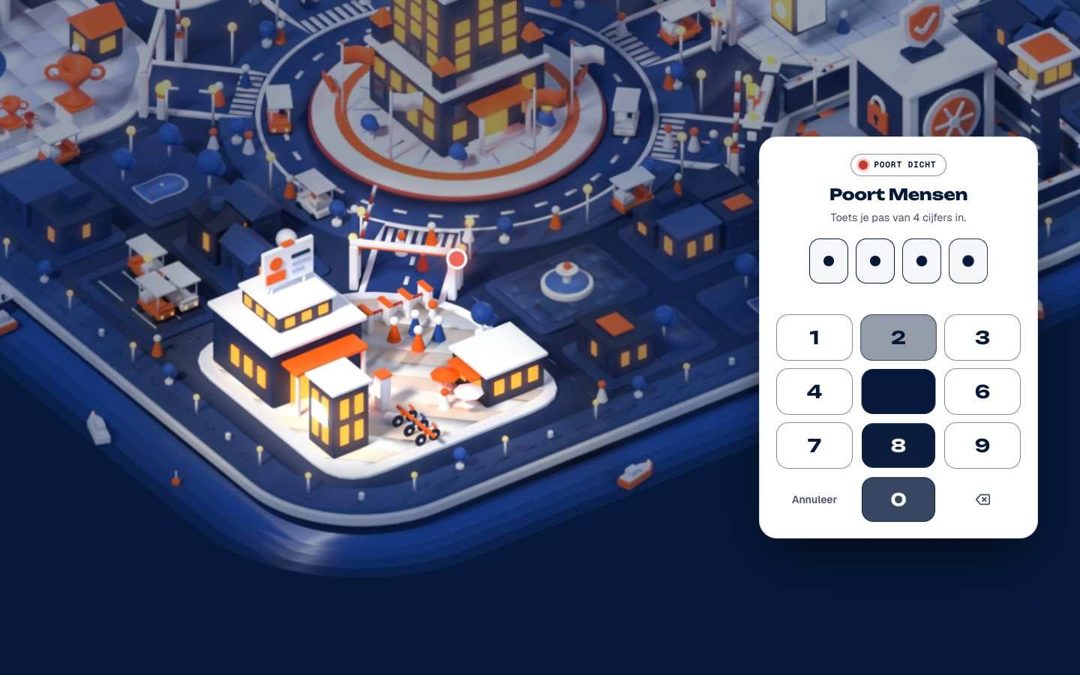 POORT DICHT
Poort Mensen
Toets je pas van 4 cijfers in.
1 2 3
4 6
7 8 9
Annuleer 0